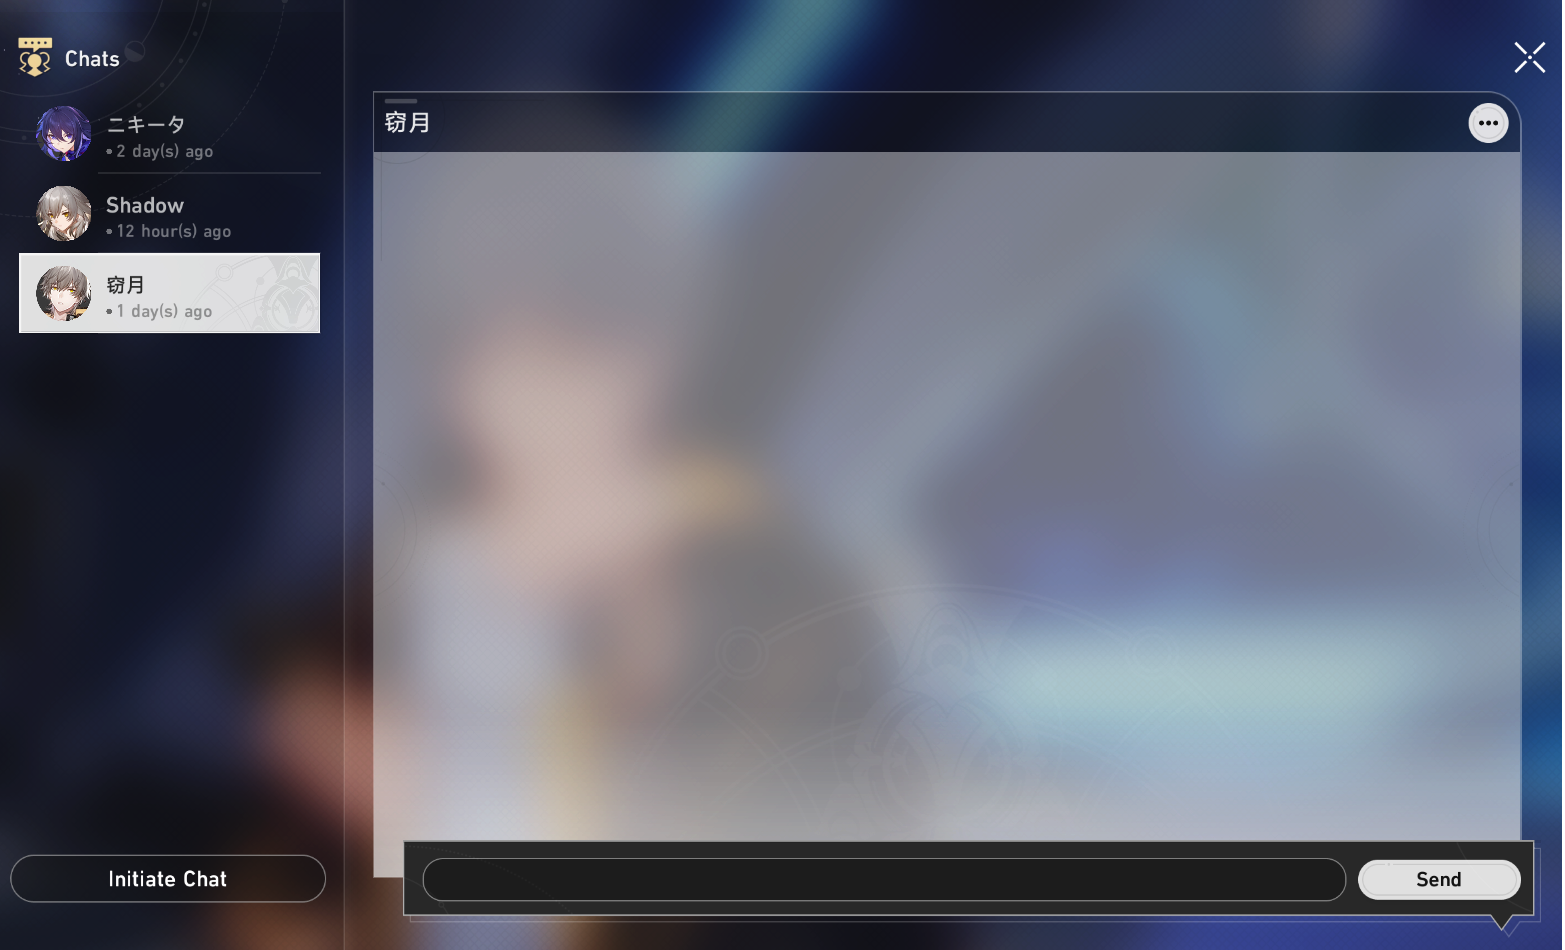 Chats
ニキータ
2 day(s) ago
Shadow
12 hour(s) ago
窃月
1 day(s) ago
窃月
Initiate Chat
Send